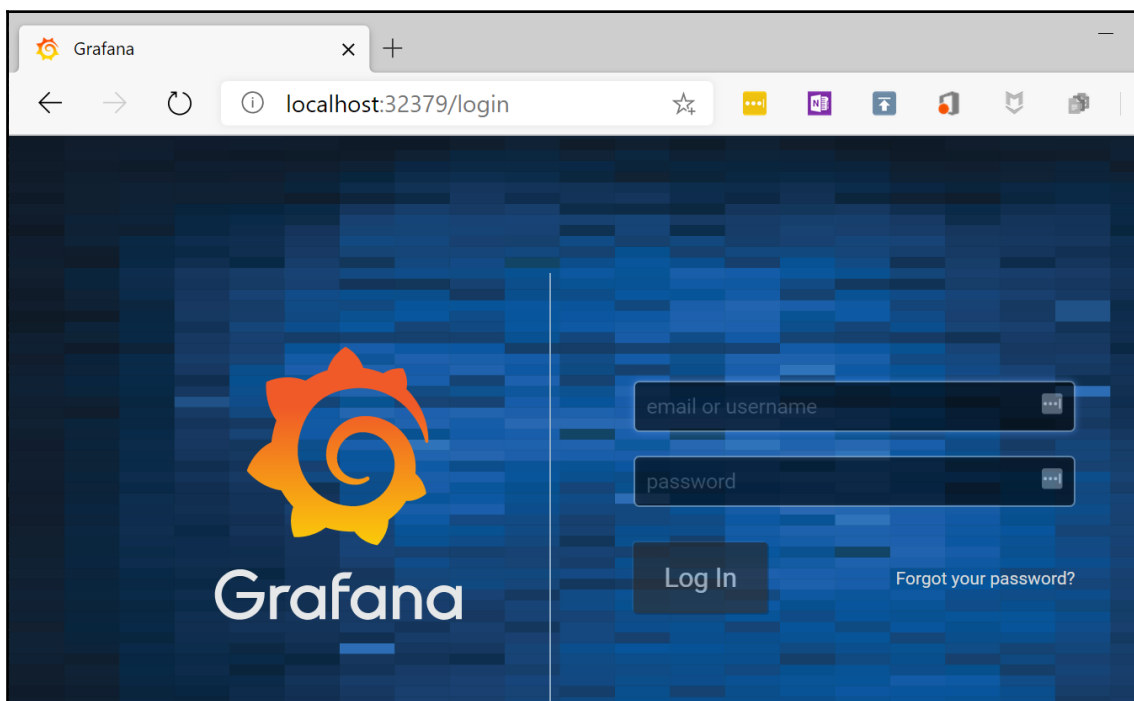 Grafana
localhost:32379/login
email or username
password
Log In
Forgot your password?
Grafana